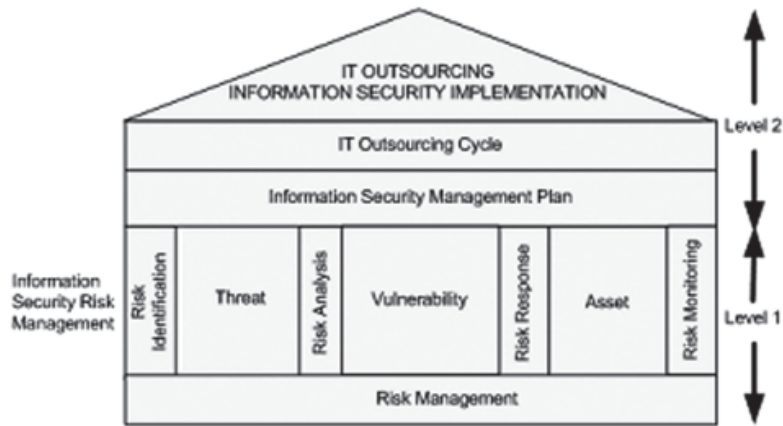 IT OUTSOURCING
INFORMATION SECURITY IMPLEMENTATION
IT Outsourcing Cycle
Level 2
Information Security Management Plan
Information
Security Risk
Management
Risk
Identification
Threat
Risk Analysis
Vulnerability
Risk Response
Asset
Risk Monitoring
Level 1
Risk Management